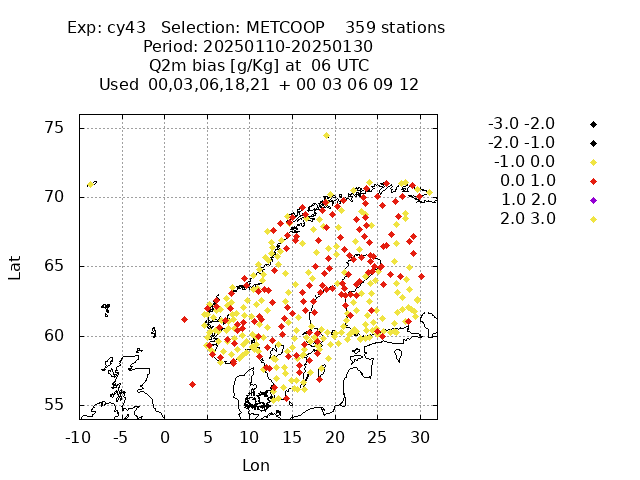 Exp: cy43 Selection: METCOOP 359 stations
Period: 20250110-20250130
Q2m bias [g/Kg] at 06 UTC
Used 00,03,06,18,21 + 00 03 06 09 12
75
70
65
60
55
Lat
-10 -5 0 5 10 15 20 25 30
Lon
-3.0 -2.0
-2.0 -1.0
-1.0 0.0
0.0 1.0
1.0 2.0
2.0 3.0